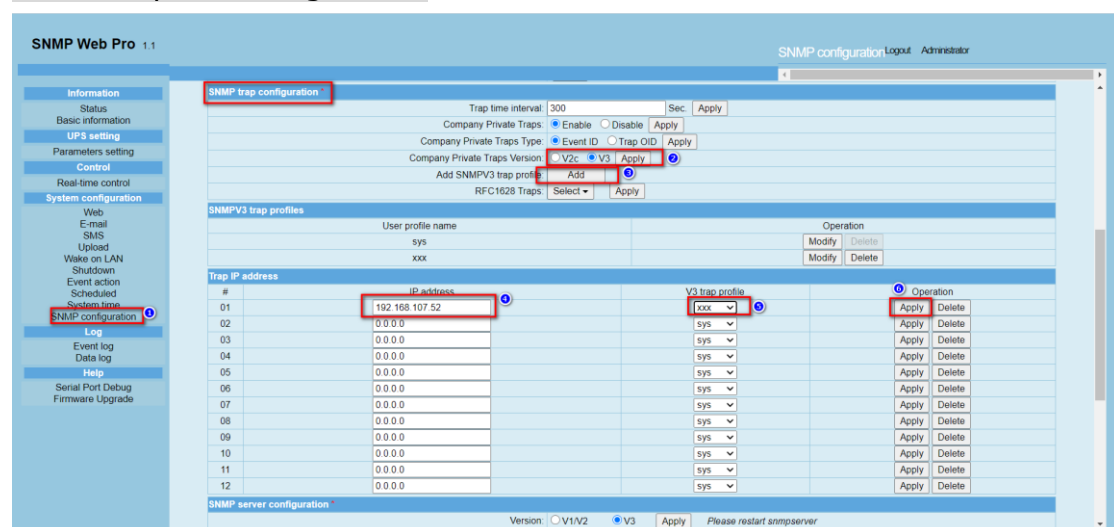 SNMP Web Pro 1.1
SNMP configuration Logout Administrator
Information
Status
Basic information
UPS setting
Parameters setting
Control
Real-time control
System configuration
Web
E-mail
SMS
Upload
Wake on LAN
Shutdown
Event action
Scheduled
System time
SNMP configuration 1
Log
Event log
Data log
Help
Serial Port Debug
Firmware Upgrade
SNMP trap configuration *
Trap time interval: 300 Sec. Apply
Company Private Traps: Enable Disable Apply
Company Private Traps Type: Event ID Trap OID Apply
Company Private Traps Version: V2c V3 Apply 2
Add SNMPV3 trap profile: Add 3
RFC1628 Traps: Select Apply
SNMPV3 trap profiles
User profile name Operation
sys Modify Delete
xxx Modify Delete
Trap IP address
# IP address 4 V3 trap profile 6 Operation
01 192.168.107.52 xxx 5 Apply Delete
02 0.0.0.0 sys Apply Delete
03 0.0.0.0 sys Apply Delete
04 0.0.0.0 sys Apply Delete
05 0.0.0.0 sys Apply Delete
06 0.0.0.0 sys Apply Delete
07 0.0.0.0 sys Apply Delete
08 0.0.0.0 sys Apply Delete
09 0.0.0.0 sys Apply Delete
10 0.0.0.0 sys Apply Delete
11 0.0.0.0 sys Apply Delete
12 0.0.0.0 sys Apply Delete
SNMP server configuration *
Version: V1/V2 V3 Apply Please restart snmpserver